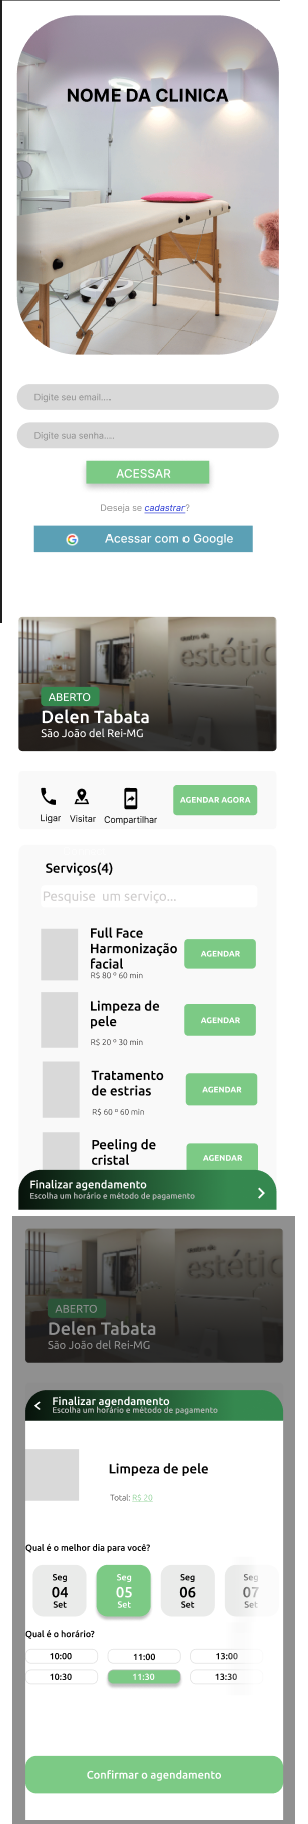 NOME DA CLINICA
Digite seu email....
Digite sua senha.....
ACESSAR
Deseja se cadastrar?
Acessar com o Google
centro de
estétic
ABERTO
Delen Tabata
São João del Rei-MG
Ligar Visitar Compartilhar
AGENDAR AGORA
Serviços(4)
Pesquise um serviço...
Full Face
Harmonização
facial
R$ 80 º 60 min
AGENDAR
Limpeza de
pele
R$ 20 º 30 min
AGENDAR
Tratamento
de estrias
R$ 60 º 60 min
AGENDAR
Peeling de
cristal
AGENDAR
Finalizar agendamento
Escolha um horário e método de pagamento
centro de
estétic
ABERTO
Delen Tabata
São João del Rei-MG
Finalizar agendamento
Escolha um horário e método de pagamento
Limpeza de pele
Total: R$ 20
Qual é o melhor dia para você?
Seg Seg Seg Seg
04 05 06 07
Set Set Set Set
Qual é o horário?
10:00 11:00 13:00
10:30 11:30 13:30
Confirmar o agendamento